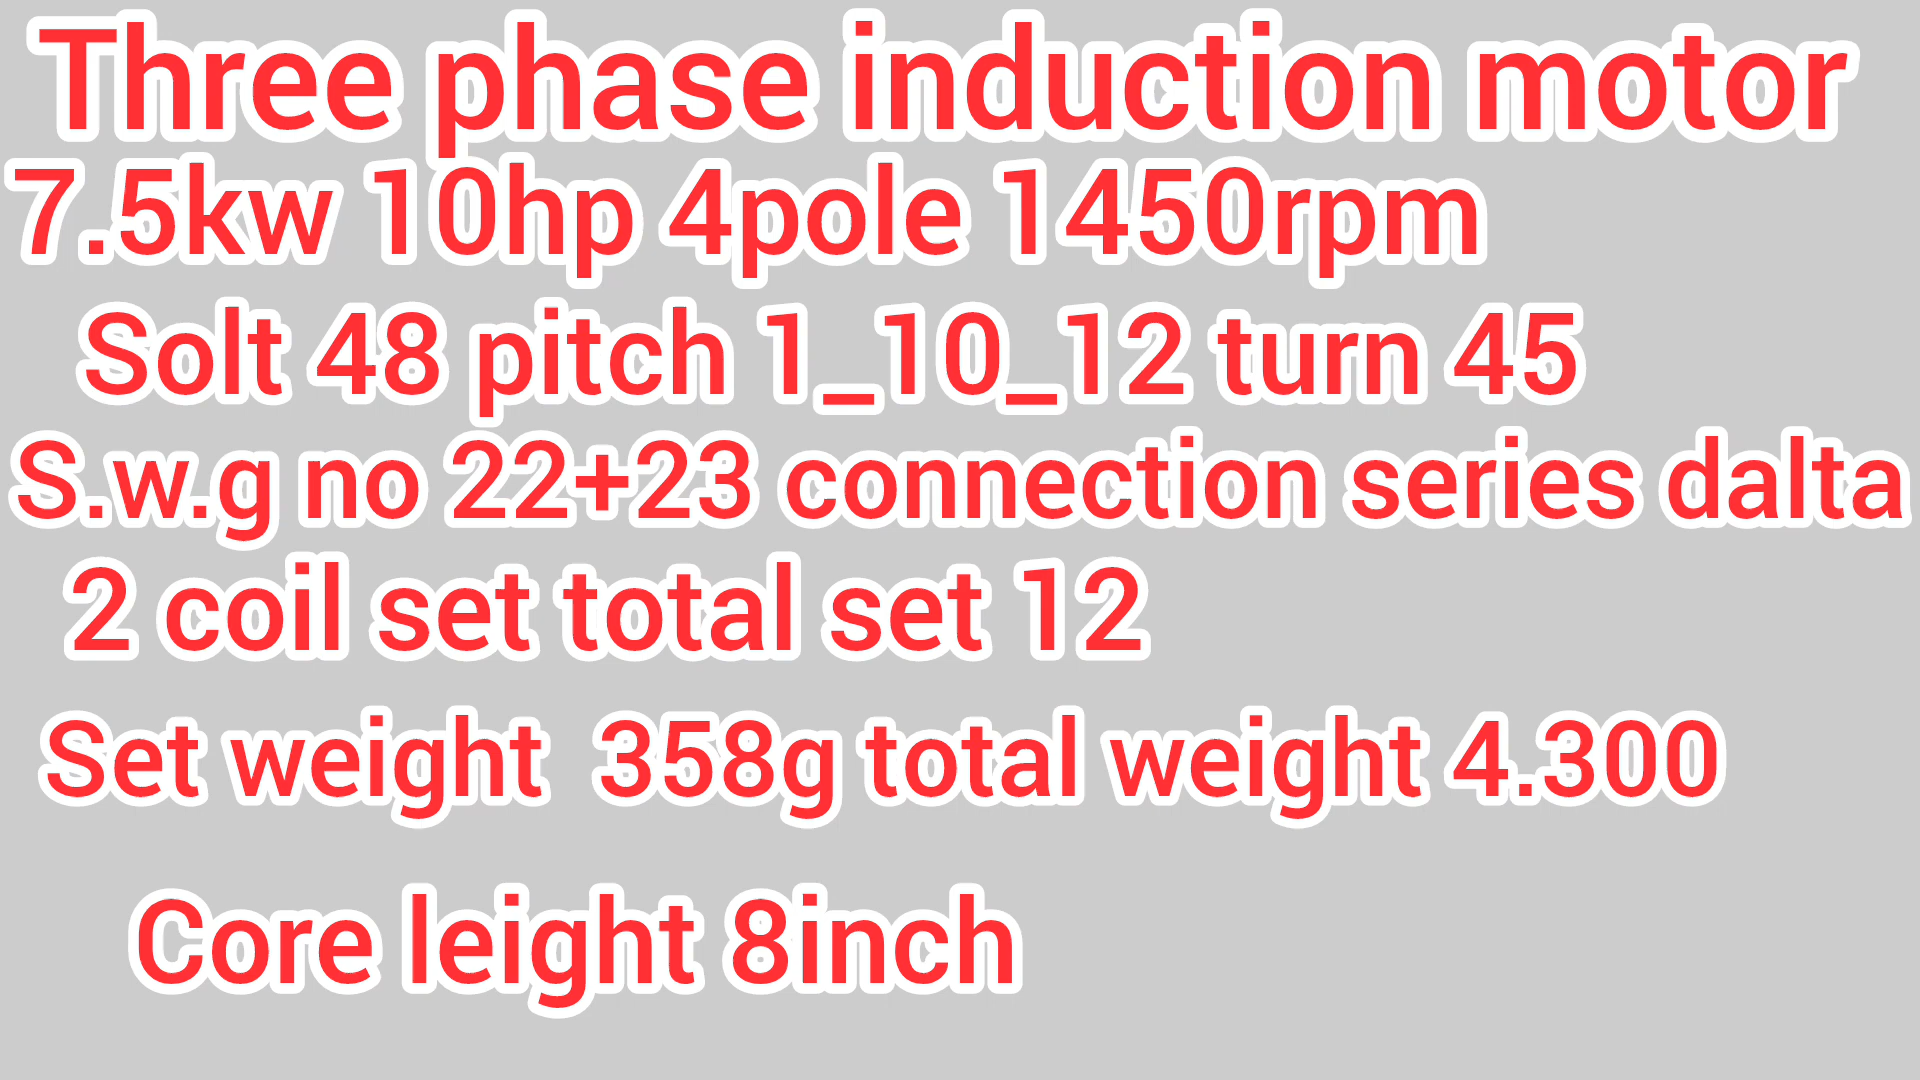 Three phase induction motor
7.5kw 10hp 4pole 1450rpm
Solt 48 pitch 1_10_12 turn 45
S.w.g no 22+23 connection series dalta
2 coil set total set 12
Set weight 358g total weight 4.300
Core leight 8inch